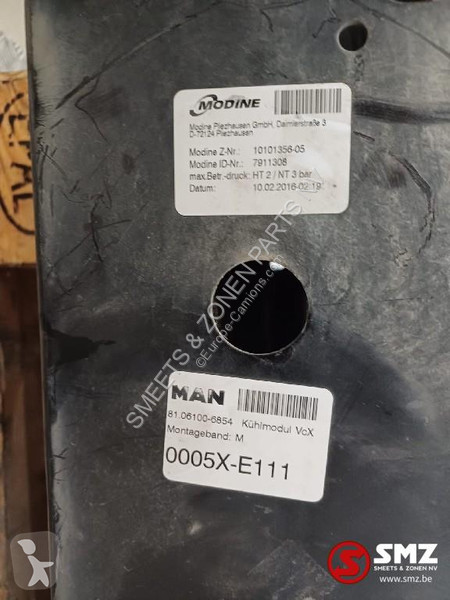 MODINE
Modine Pliezhausen GmbH, Daimlerstraße 3
D-72124 Pliezhausen
Modine Z-Nr.: 10101356-05
Modine ID-Nr.: 7911308
max.Betr.-druck: HT 2 / NT 3 bar
Datum: 10.02.2016-02:19
SMEETS & ZONEN PARTS
©Europe-Camions.com
MAN
81.06100-6854 Kühlmodul VcX
Montageband: M
0005X-E111
SMZ
SMEETS & ZONEN NV
www.smz.be